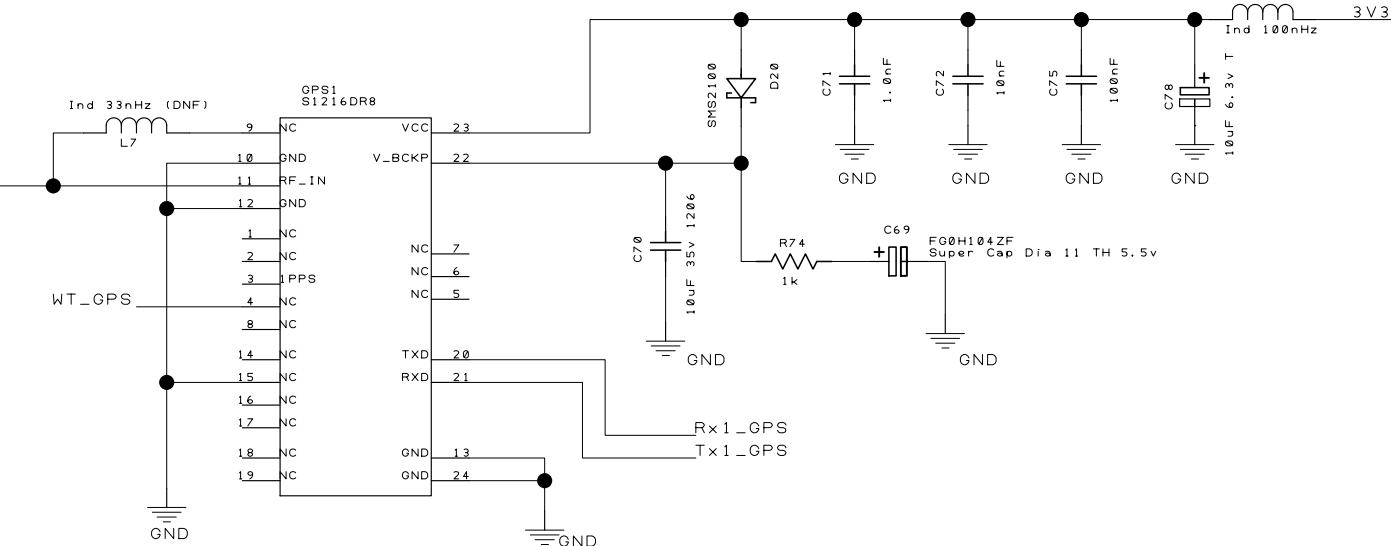 3V3
Ind 100nHz
SMS2100
D20
C71
1.0nF
C72
10nF
C75
100nF
C78
10uF 6.3v T
GND
GND
GND
GND
Ind 33nHz (DNF)
L7
GPS1
S1216DR8
9 NC
10 GND
11 RF_IN
12 GND
1 NC
2 NC
3 1PPS
WT_GPS
4 NC
8 NC
14 NC
15 NC
16 NC
17 NC
18 NC
19 NC
VCC 23
V_BCKP 22
NC 7
NC 6
NC 5
TXD 20
RXD 21
GND 13
GND 24
C70
10uF 35v 1206
GND
R74
1k
C69
FG0H104ZF
Super Cap Dia 11 TH 5.5v
GND
Rx1_GPS
Tx1_GPS
GND
GND